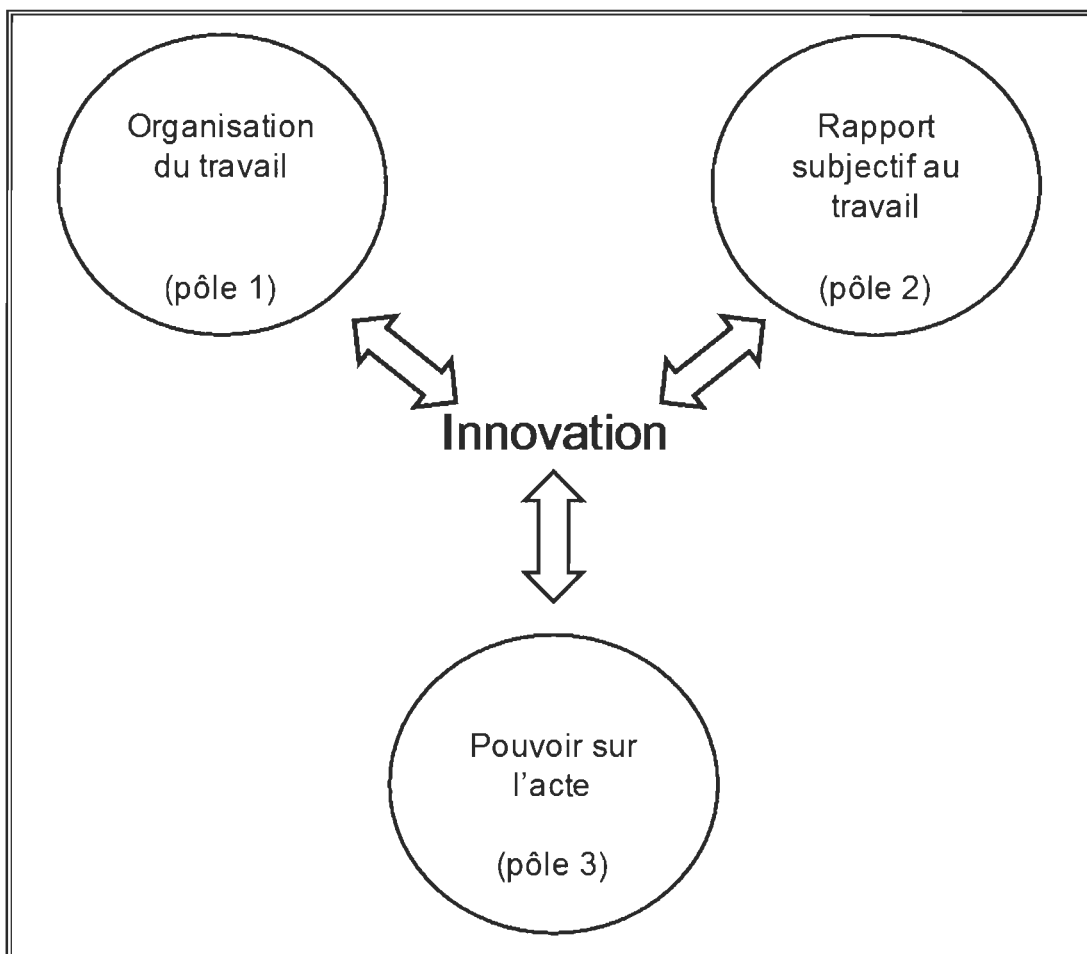 Organisation
du travail
(pôle 1)
Rapport
subjectif au
travail
(pôle 2)
Innovation
Pouvoir sur
l'acte
(pôle 3)